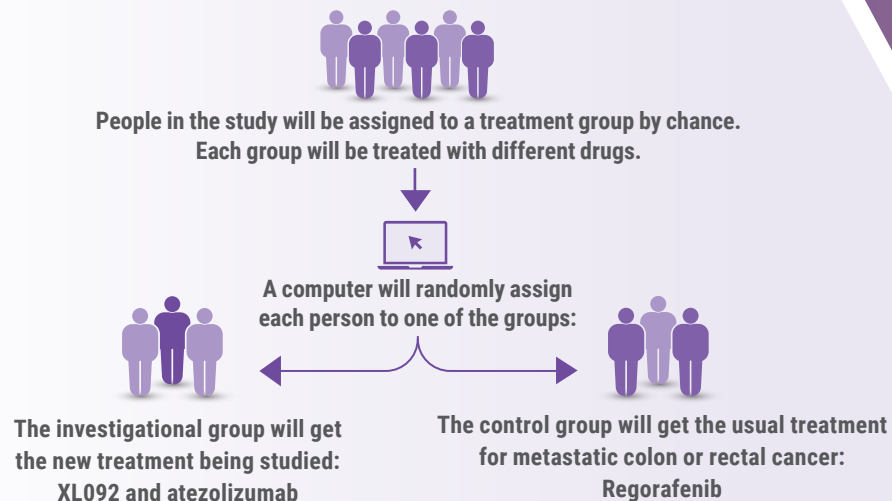 People in the study will be assigned to a treatment group by chance.
Each group will be treated with different drugs.
A computer will randomly assign
each person to one of the groups:
The investigational group will get
the new treatment being studied:
XL092 and atezolizumab
The control group will get the usual treatment
for metastatic colon or rectal cancer:
Regorafenib